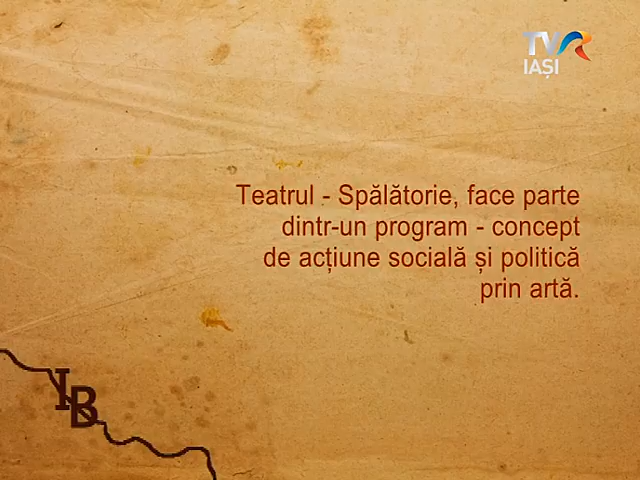 TVR
IAȘI
Teatrul - Spălătorie, face parte
dintr-un program - concept
de acțiune socială și politică
prin artă.
IB